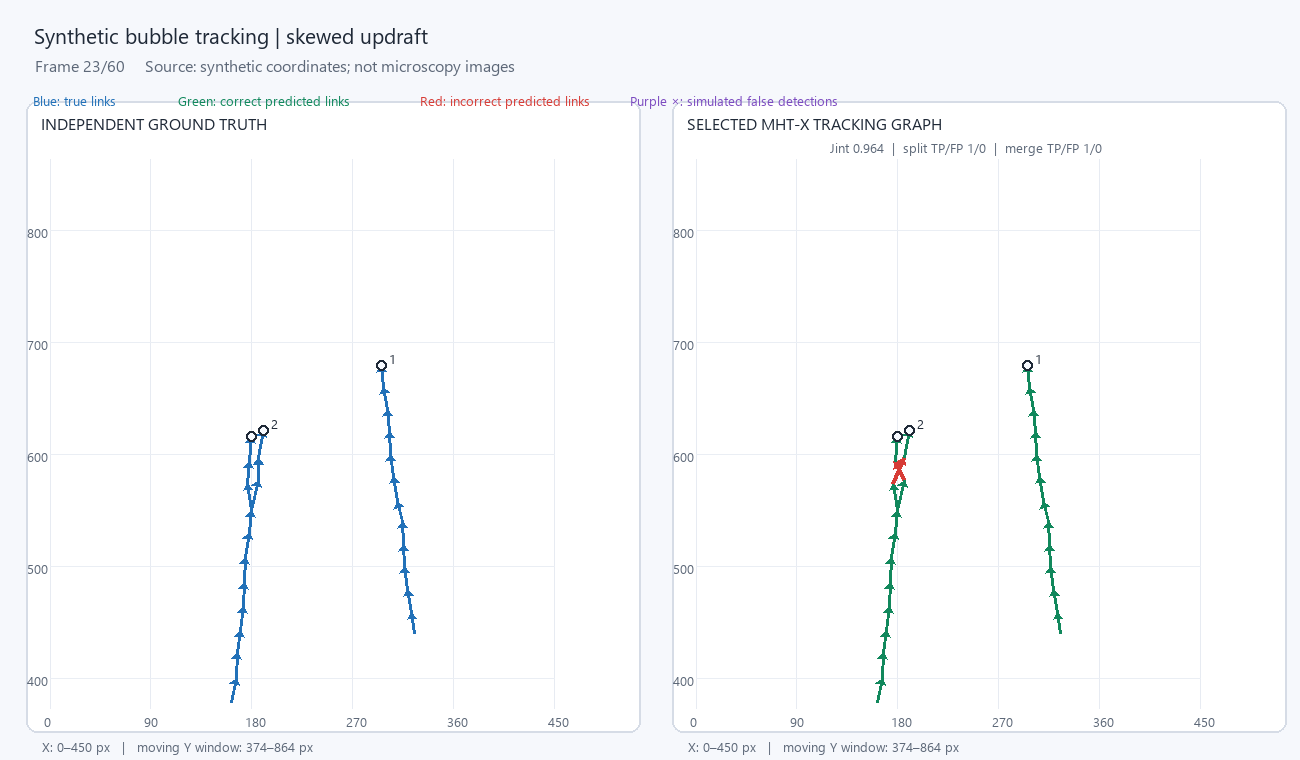 Synthetic bubble tracking | skewed updraft
Frame 23/60 Source: synthetic coordinates; not microscopy images
Blue: true links Green: correct predicted links Red: incorrect predicted links Purple ×: simulated false detections
INDEPENDENT GROUND TRUTH
800
700
600
500
400
0 90 180 270 360 450
1
2
X: 0–450 px | moving Y window: 374–864 px
SELECTED MHT-X TRACKING GRAPH
Jint 0.964 | split TP/FP 1/0 | merge TP/FP 1/0
800
700
600
500
400
0 90 180 270 360 450
1
2
X: 0–450 px | moving Y window: 374–864 px